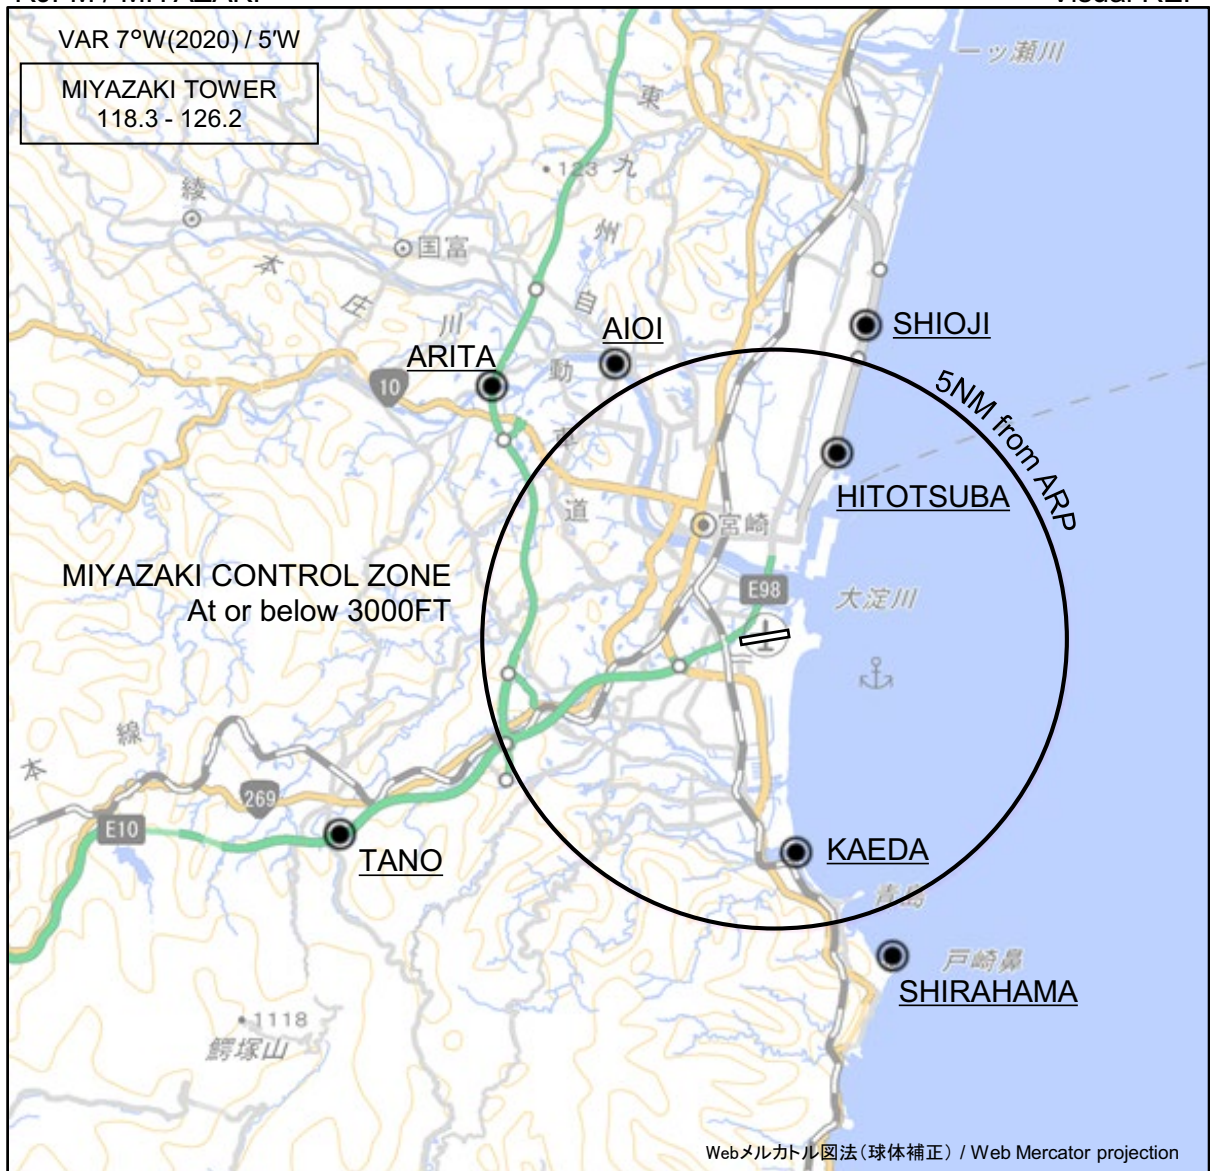 VAR 7°W(2020) / 5'W
MIYAZAKI TOWER
118.3 - 126.2
一ッ瀬川
東
・123 九
綾
国富
州
本
庄
自
川
AIOI
SHIOJI
ARITA
動
10
車
5NM from ARP
HITOTSUBA
道
宮崎
MIYAZAKI CONTROL ZONE
At or below 3000FT
E98
大淀川
線
本
269
E10
TANO
KAEDA
青島
戸崎鼻
SHIRAHAMA
・1118
鰐塚山
Webメルカトル図法(球体補正) / Web Mercator projection